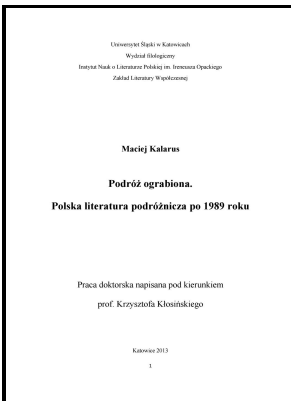 Uniwersytet Śląski w Katowicach
Wydział filologiczny
Instytut Nauk o Literaturze Polskiej im. Ireneusza Opackiego
Zakład Literatury Współczesnej
Maciej Kalarus
Podróż ograbiona.
Polska literatura podróżnicza po 1989 roku
Praca doktorska napisana pod kierunkiem
prof. Krzysztofa Kłosińskiego
Katowice 2013
1